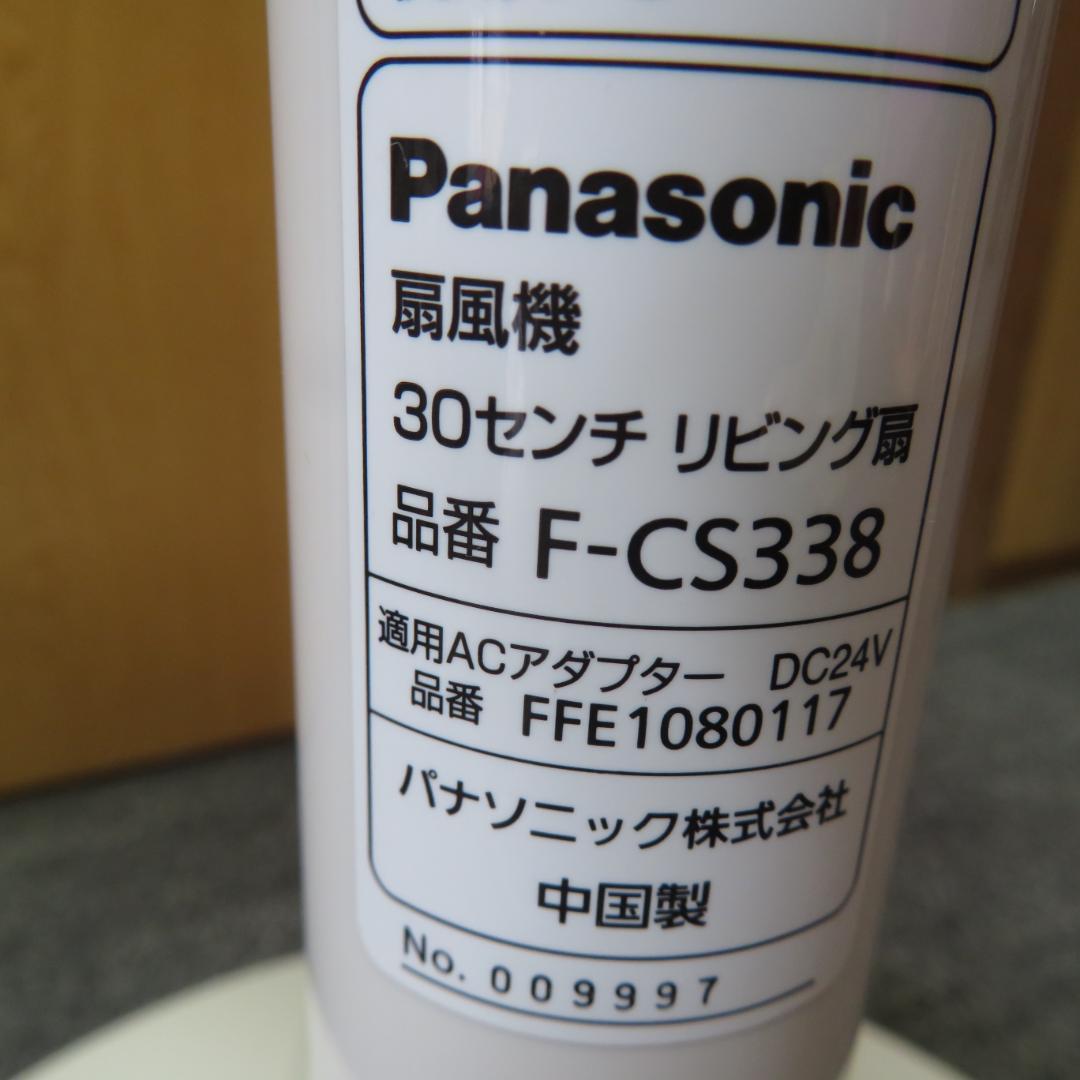 Panasonic
扇風機
30センチ リビング扇
品番 F-CS338
適用ACアダプター DC24V
品番 FFE1080117
パナソニック株式会社
中国製
No. 009997